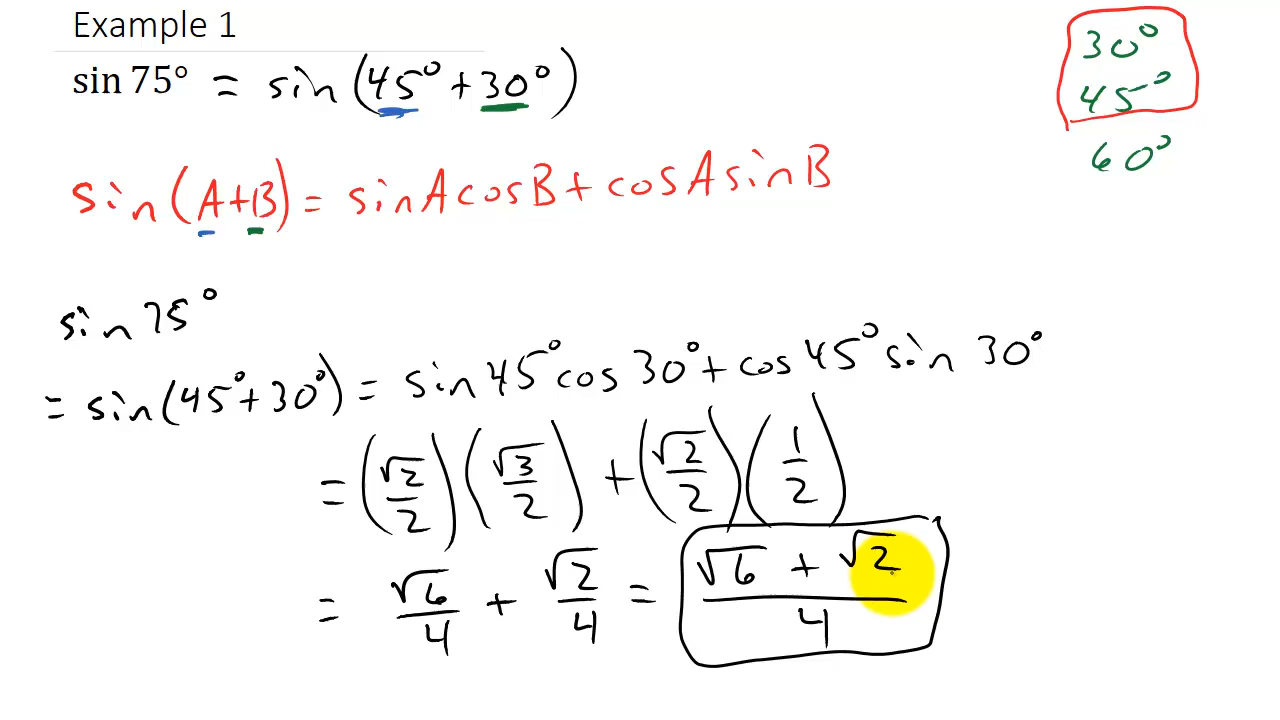 Example 1
sin 75° = sin(45° + 30°)
30°
45°
60°
sin(A+B) = sinAcosB + cosAsinB
sin 75°
= sin(45° + 30°) = sin 45° cos 30° + cos 45° sin 30°
= (√2/2)(√3/2) + (√2/2)(1/2)
= √6/4 + √2/4 = (√6 + √2)/4